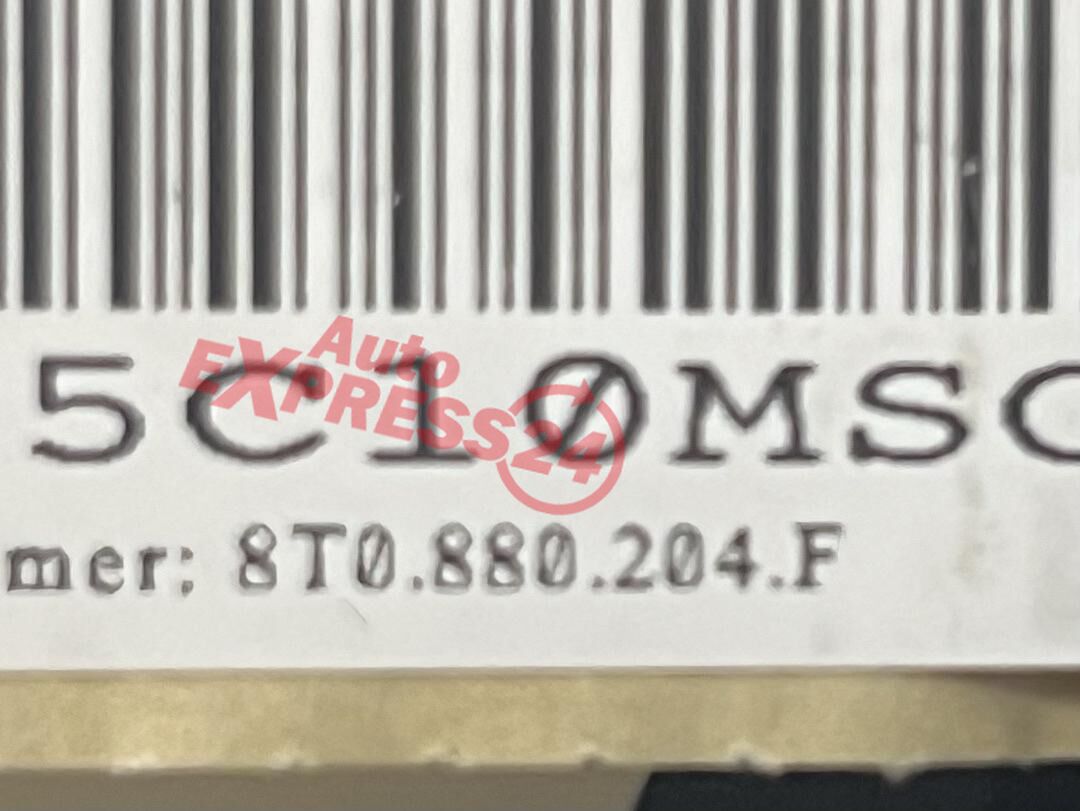 5C10MSC
mer: 8T0.880.204.F
Auto
EXPRESS24